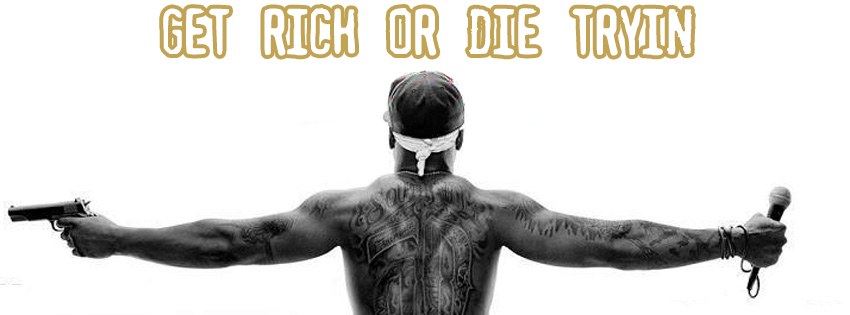 GET RICH OR DIE TRYIN